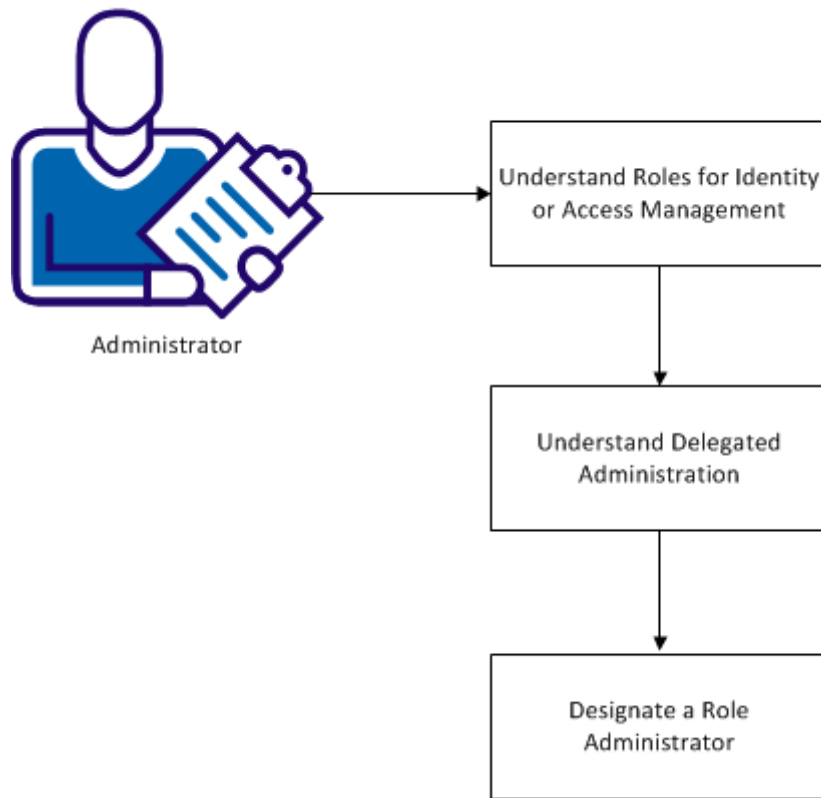 Understand Roles for Identity
or Access Management
Administrator
Understand Delegated
Administration
Designate a Role
Administrator